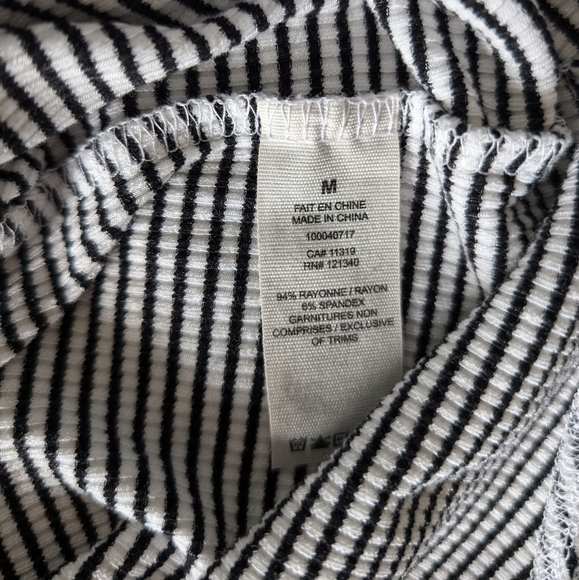 M
FAIT EN CHINE
MADE IN CHINA
100040717
CA# 11319
RN# 121340
94% RAYONNE / RAYON
6% SPANDEX
GARNITURES NON
COMPRISES / EXCLUSIVE
OF TRIMS